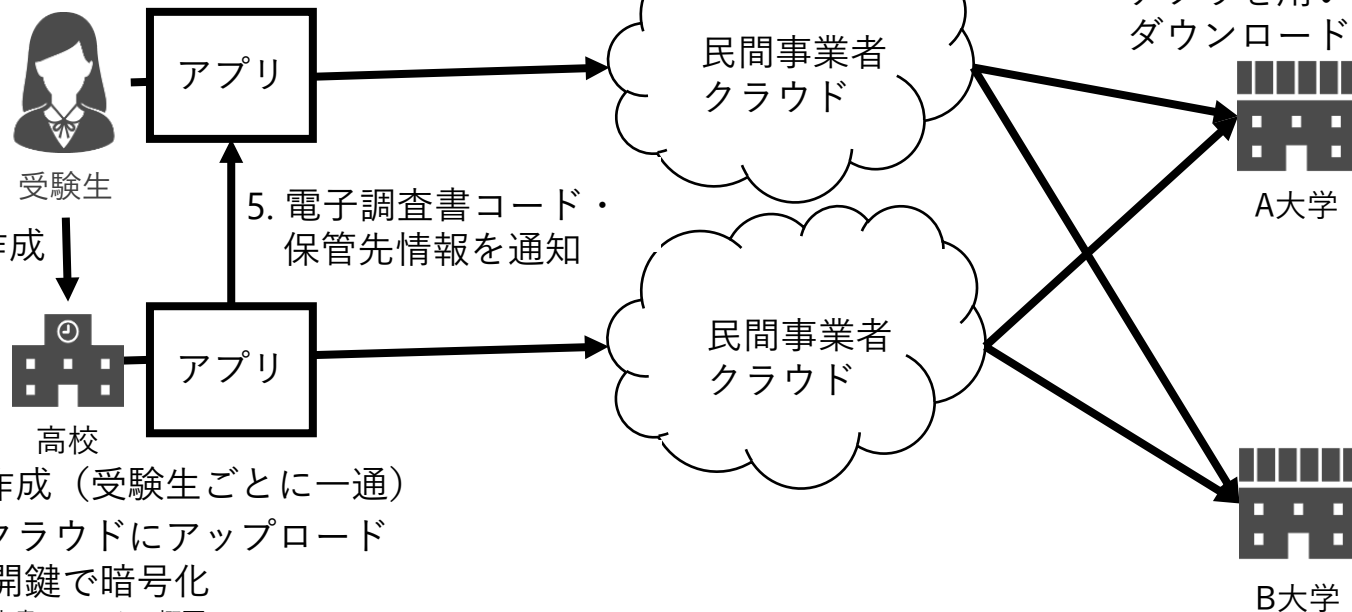 ダウンロード
アプリ
民間事業者
クラウド
受験生
A大学
5. 電子調査書コード・
保管先情報を通知
作成
アプリ
民間事業者
クラウド
高校
作成（受験生ごとに一通）
クラウドにアップロード
開鍵で暗号化
B大学